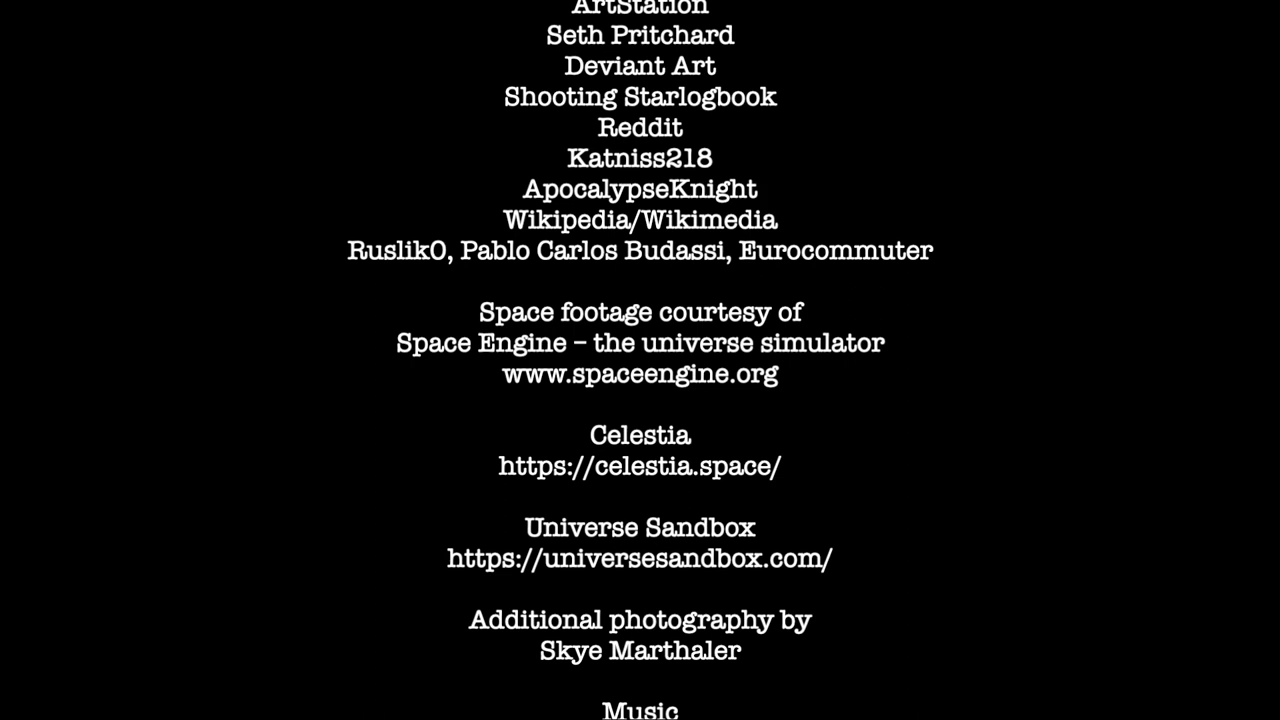 ArtStation
Seth Pritchard
Deviant Art
Shooting Starlogbook
Reddit
Katniss218
ApocalypseKnight
Wikipedia/Wikimedia
Ruslik0, Pablo Carlos Budassi, Eurocommuter
Space footage courtesy of
Space Engine – the universe simulator
www.spaceengine.org
Celestia
https://celestia.space/
Universe Sandbox
https://universesandbox.com/
Additional photography by
Skye Marthaler
Music